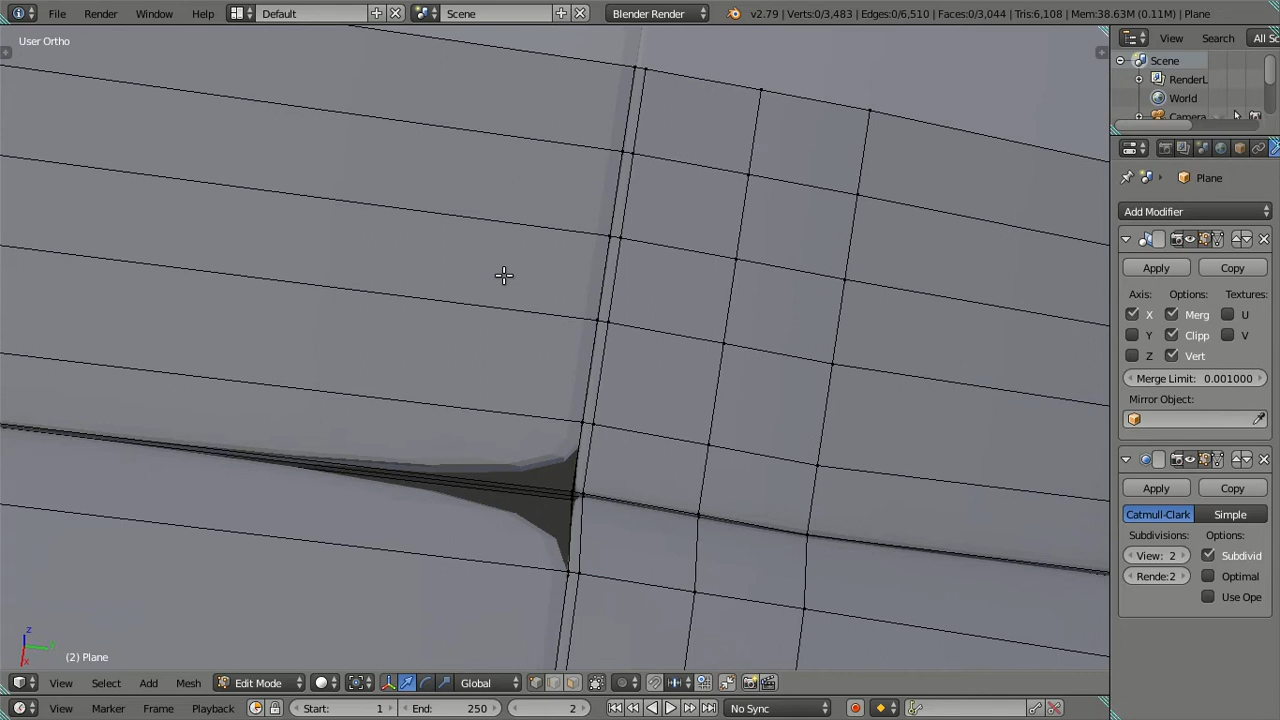 File Render Window Help Default Scene Blender Render v2.79 | Verts:0/3,483 | Edges:0/6,510 | Faces:0/3,044 | Tris:6,108 | Mem:38.63M (0.11M) | Plane
User Ortho
View Search All Sc
Scene
RenderL
World
Camera
Plane
Add Modifier
Apply Copy
Axis: Options: Textures:
X Merg U
Y Clipp V
Z Vert
Merge Limit: 0.001000
Mirror Object:
Apply Copy
Catmull-Clark Simple
Subdivisions: Options:
View: 2 Subdivid
Rende:2 Optimal
Use Ope
z
y
x
(2) Plane
View Select Add Mesh Edit Mode Global
View Marker Frame Playback Start: 1 End: 250 2 No Sync